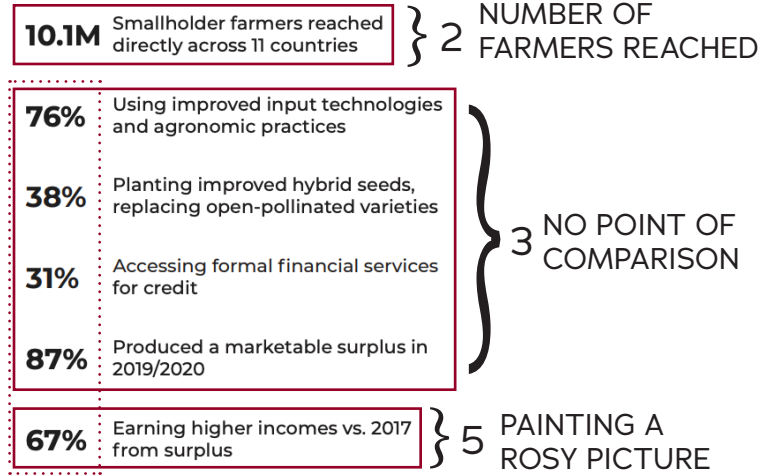 10.1M Smallholder farmers reached
directly across 11 countries
2 NUMBER OF
FARMERS REACHED
76% Using improved input technologies
and agronomic practices
38% Planting improved hybrid seeds,
replacing open-pollinated varieties
31% Accessing formal financial services
for credit
87% Produced a marketable surplus in
2019/2020
3 NO POINT OF
COMPARISON
67% Earning higher incomes vs. 2017
from surplus
5 PAINTING A
ROSY PICTURE